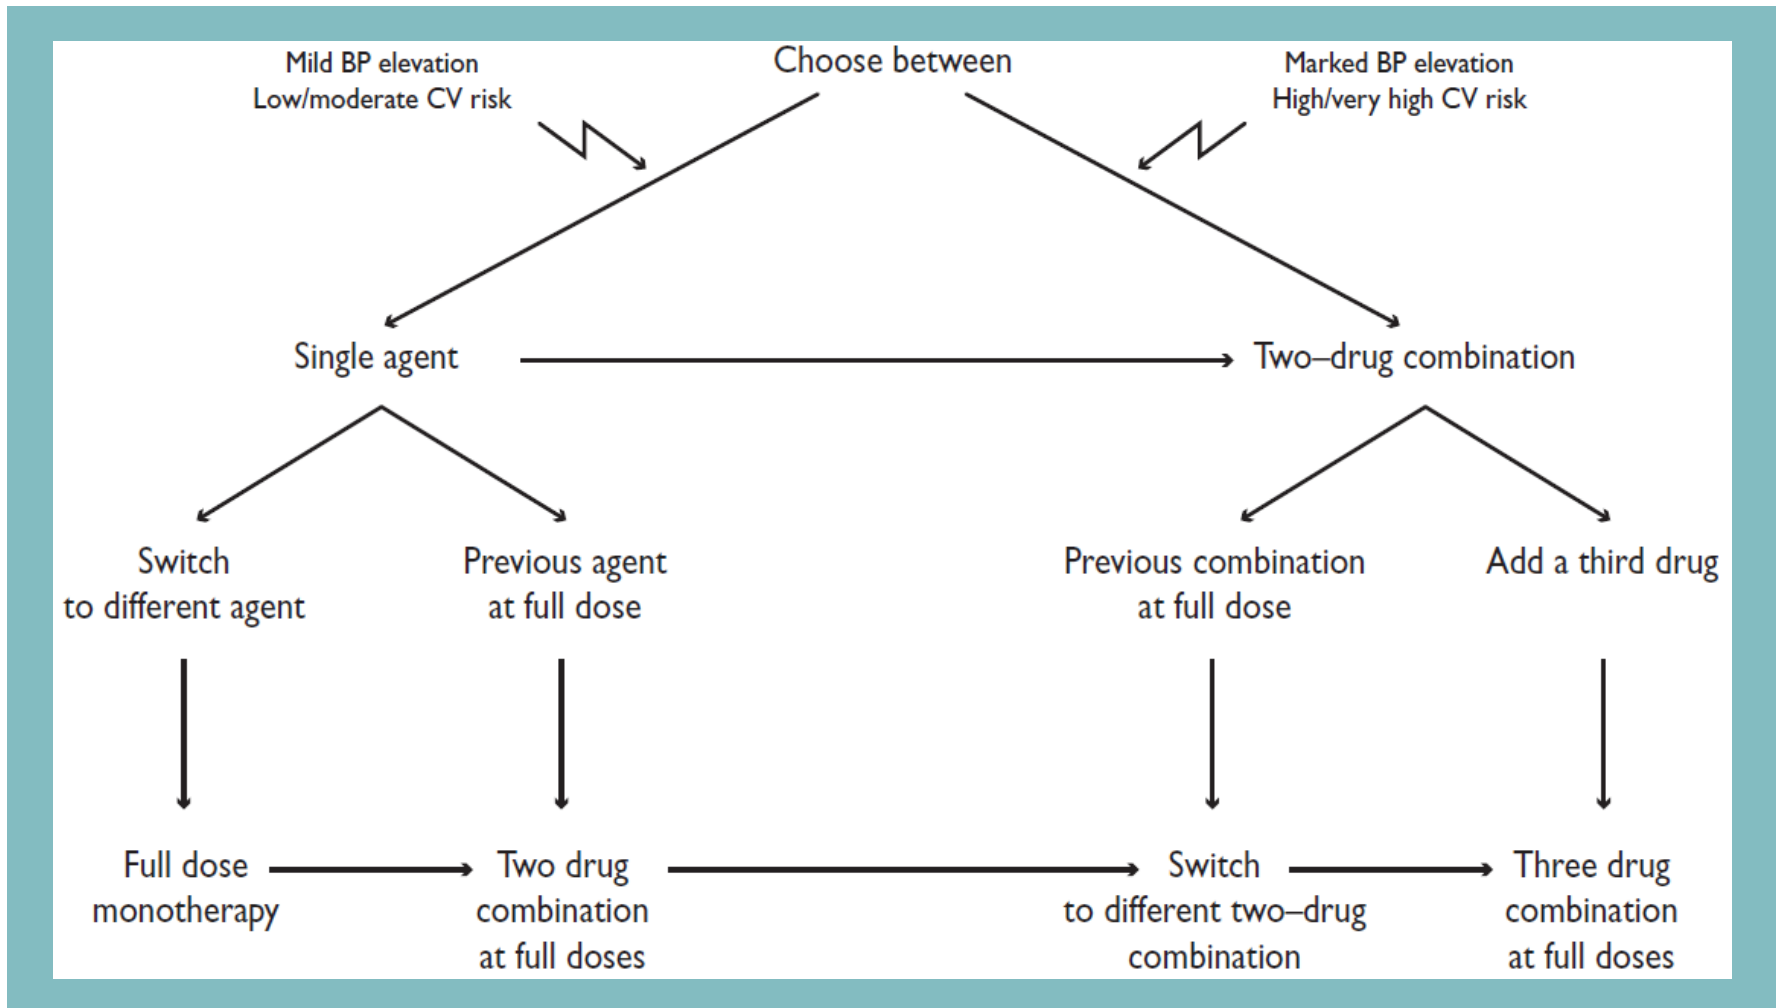 Mild BP elevation
Low/moderate CV risk
Choose between
Marked BP elevation
High/very high CV risk
Single agent
Two–drug combination
Switch
to different agent
Previous agent
at full dose
Previous combination
at full dose
Add a third drug
Full dose
monotherapy
Two drug
combination
at full doses
Switch
to different two–drug
combination
Three drug
combination
at full doses